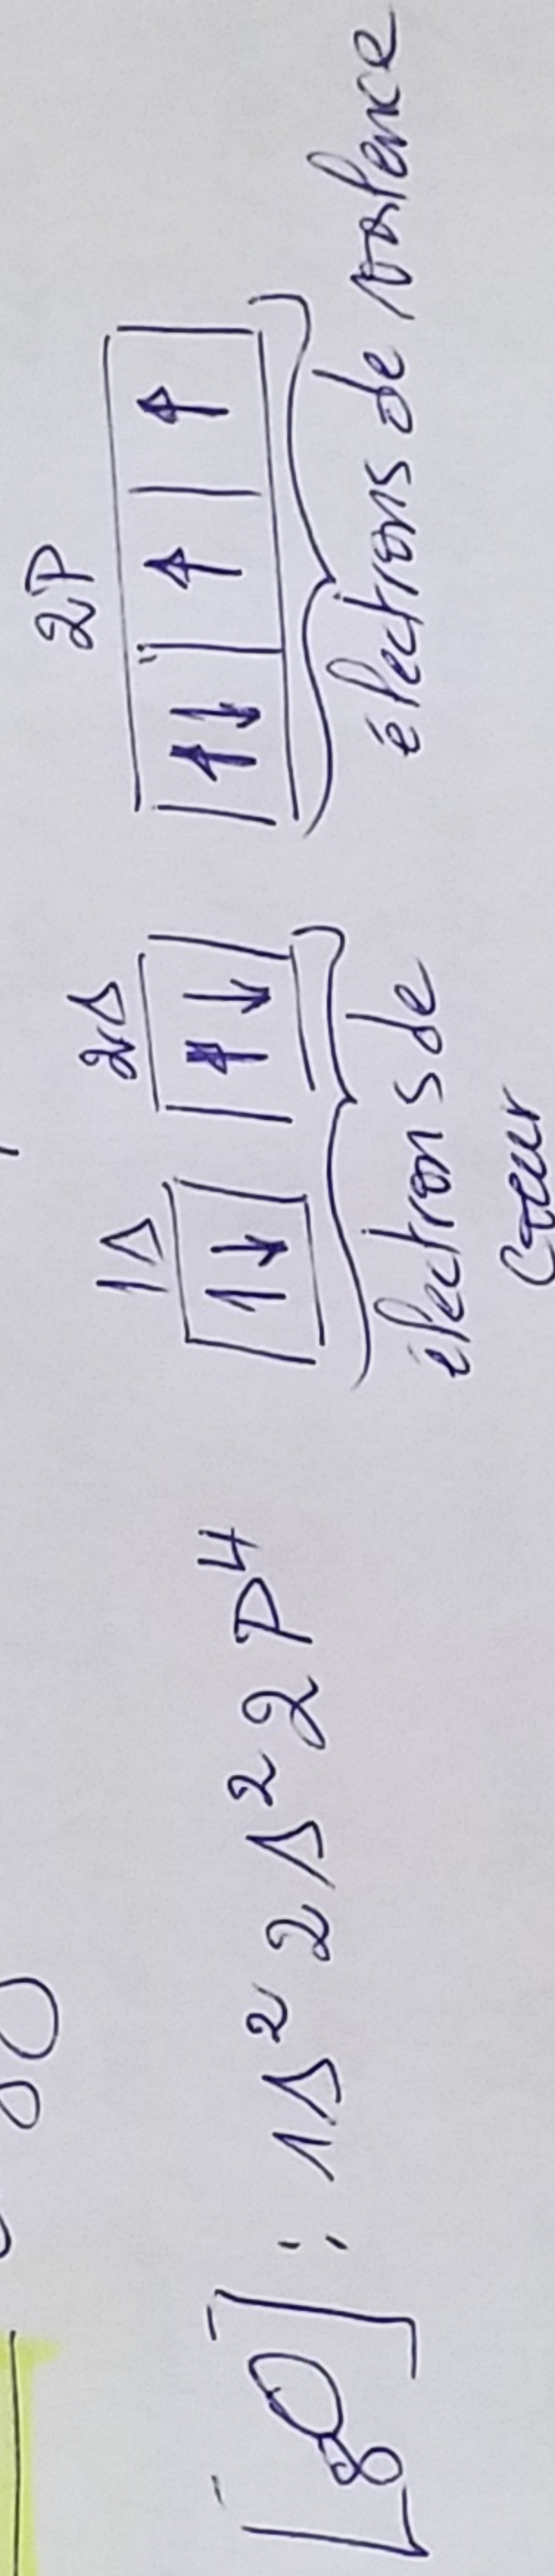 [₈O] : 1s² 2s² 2p⁴
1s 2s 2p
↑↓ ↑↓ ↑↓ ↑ ↑
électrons de
cœur
électrons de valence